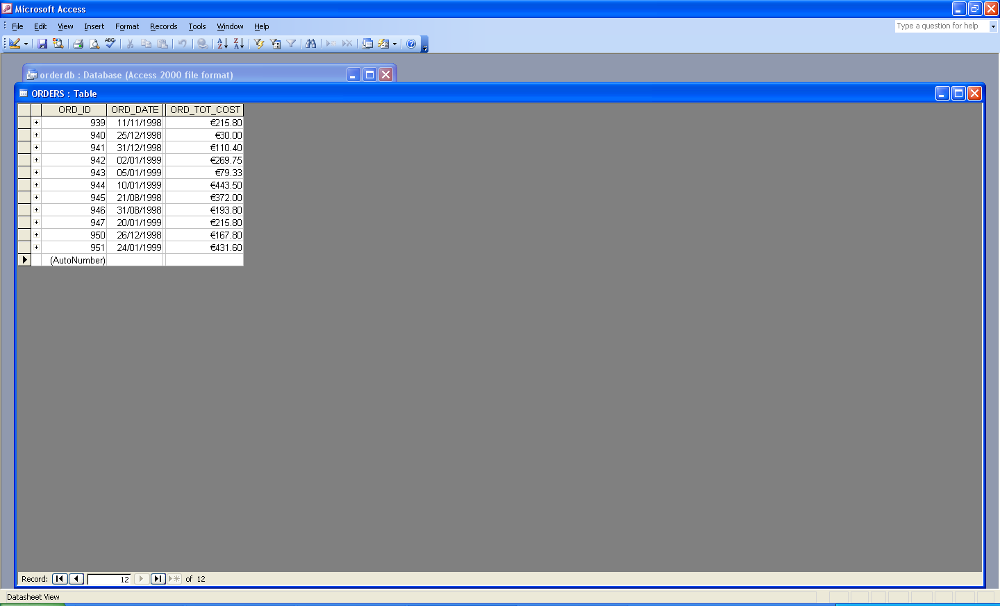 Microsoft Access
File Edit View Insert Format Records Tools Window Help
Type a question for help
orderdb : Database (Access 2000 file format)
ORDERS : Table
ORD_ID ORD_DATE ORD_TOT_COST
+ 939 11/11/1998 €215.80
+ 940 25/12/1998 €30.00
+ 941 31/12/1998 €110.40
+ 942 02/01/1999 €269.75
+ 943 05/01/1999 €79.33
+ 944 10/01/1999 €443.50
+ 945 21/08/1998 €372.00
+ 946 31/08/1998 €193.80
+ 947 20/01/1999 €215.80
+ 950 26/12/1998 €167.80
+ 951 24/01/1999 €431.60
(AutoNumber)
Record: 12 of 12
Datasheet View